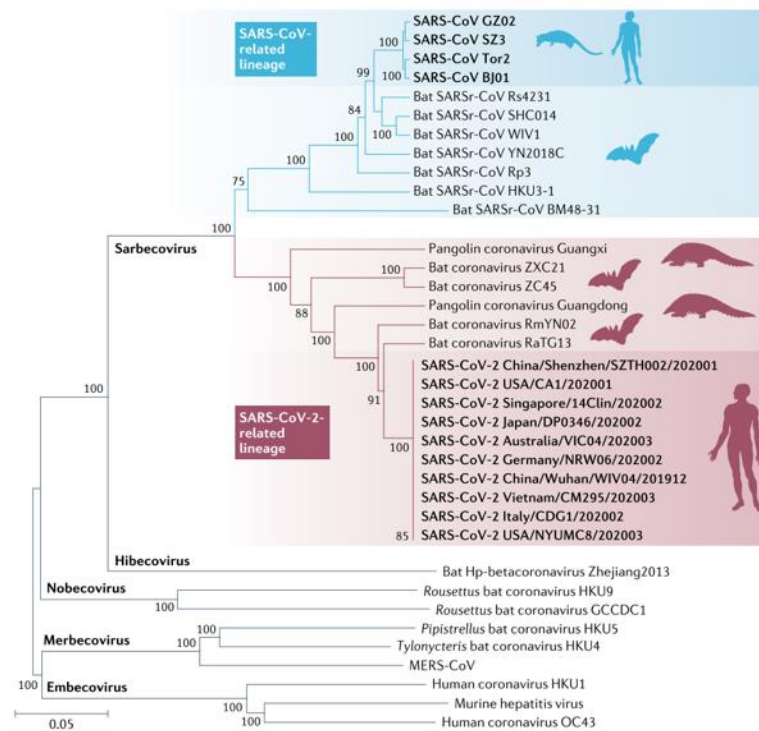 SARS-CoV-
related
lineage
100
SARS-CoV GZ02
SARS-CoV SZ3
SARS-CoV Tor2
100
SARS-CoV BJ01
99
Bat SARSr-CoV Rs4231
84
Bat SARSr-CoV SHC014
100
Bat SARSr-CoV WIV1
100
Bat SARSr-CoV YN2018C
100
Bat SARSr-CoV Rp3
75
Bat SARSr-CoV HKU3-1
Bat SARSr-CoV BM48-31
100
Sarbecovirus
Pangolin coronavirus Guangxi
100
Bat coronavirus ZXC21
100
Bat coronavirus ZC45
88
Pangolin coronavirus Guangdong
100
Bat coronavirus RmYN02
100
Bat coronavirus RaTG13
91
SARS-CoV-2 China/Shenzhen/SZTH002/202001
SARS-CoV-2 USA/CA1/202001
SARS-CoV-2 Singapore/14Clin/202002
SARS-CoV-2 Japan/DP0346/202002
SARS-CoV-2 Australia/VIC04/202003
SARS-CoV-2 Germany/NRW06/202002
SARS-CoV-2 China/Wuhan/WIV04/201912
SARS-CoV-2 Vietnam/CM295/202003
SARS-CoV-2 Italy/CDG1/202002
SARS-CoV-2 USA/NYUMC8/202003
100
85
SARS-CoV-2-
related
lineage
100
Hibecovirus
Bat Hp-betacoronavirus Zhejiang2013
Nobecovirus
Rousettus bat coronavirus HKU9
100
Rousettus bat coronavirus GCCDC1
Merbecovirus
100
Pipistrellus bat coronavirus HKU5
100
Tylonycteris bat coronavirus HKU4
MERS-CoV
100
Embecovirus
Human coronavirus HKU1
100
Murine hepatitis virus
100
Human coronavirus OC43
0.05